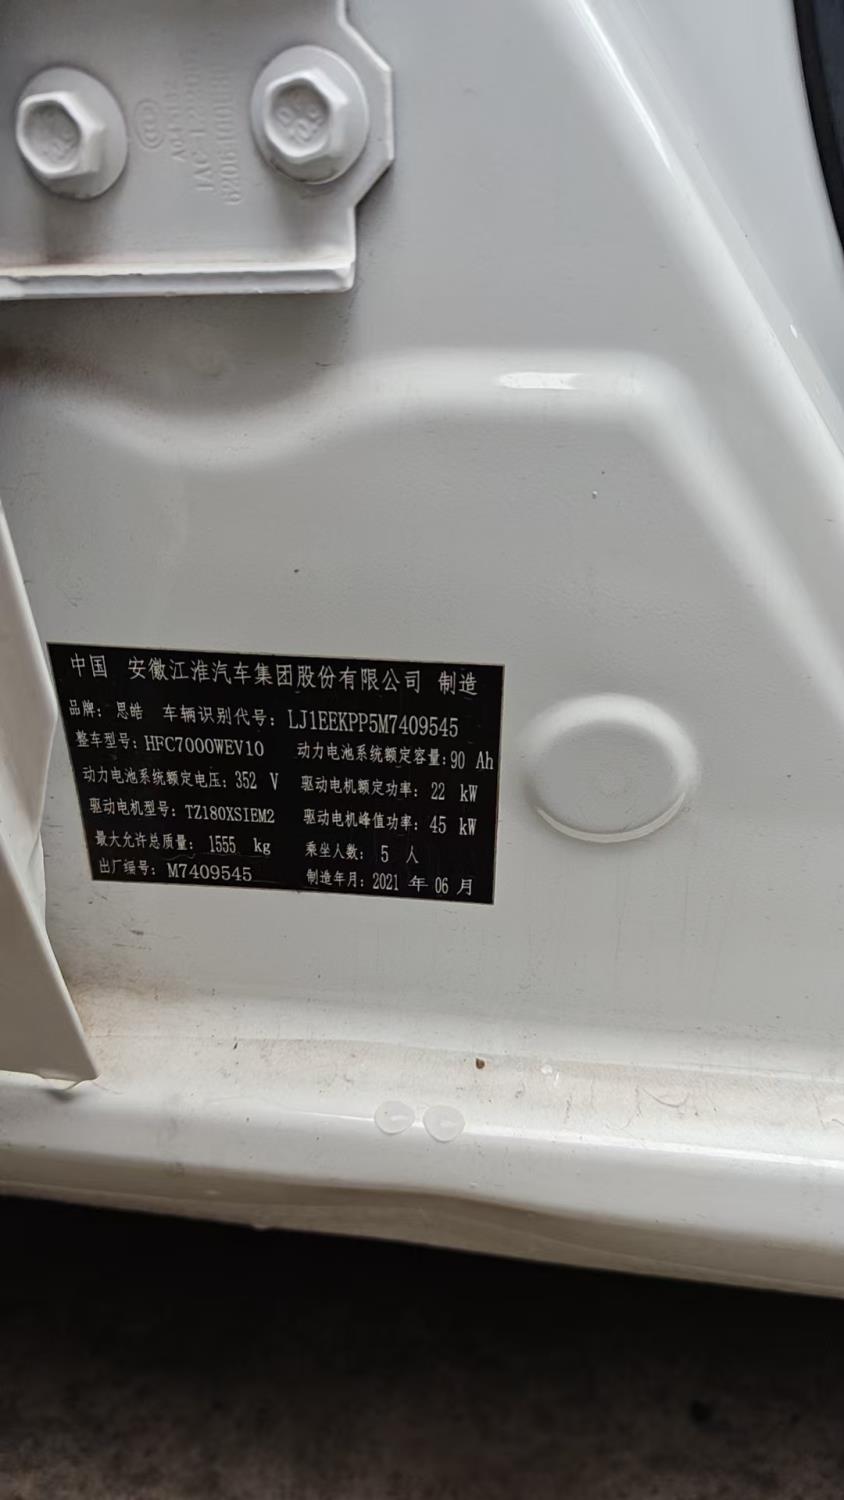 中国 安徽江淮汽车集团股份有限公司 制造
品牌: 思皓 车辆识别代号: LJ1EEKPP5M7409545
整车型号: HFC7000WEV10 动力电池系统额定容量: 90 Ah
动力电池系统额定电压: 352 V 驱动电机额定功率: 22 kW
驱动电机型号: TZ180XSIEM2 驱动电机峰值功率: 45 kW
最大允许总质量: 1555 kg 乘坐人数: 5 人
出厂编号: M7409545 制造年月: 2021 年 06 月